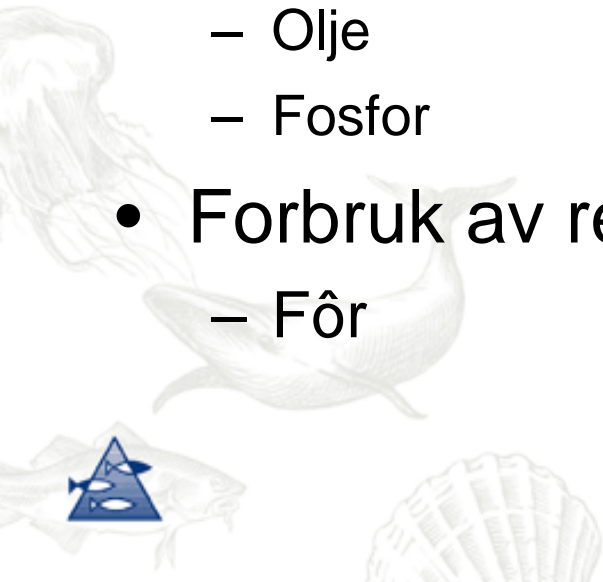 – Olje
– Fosfor
• Forbruk av
– Fôr